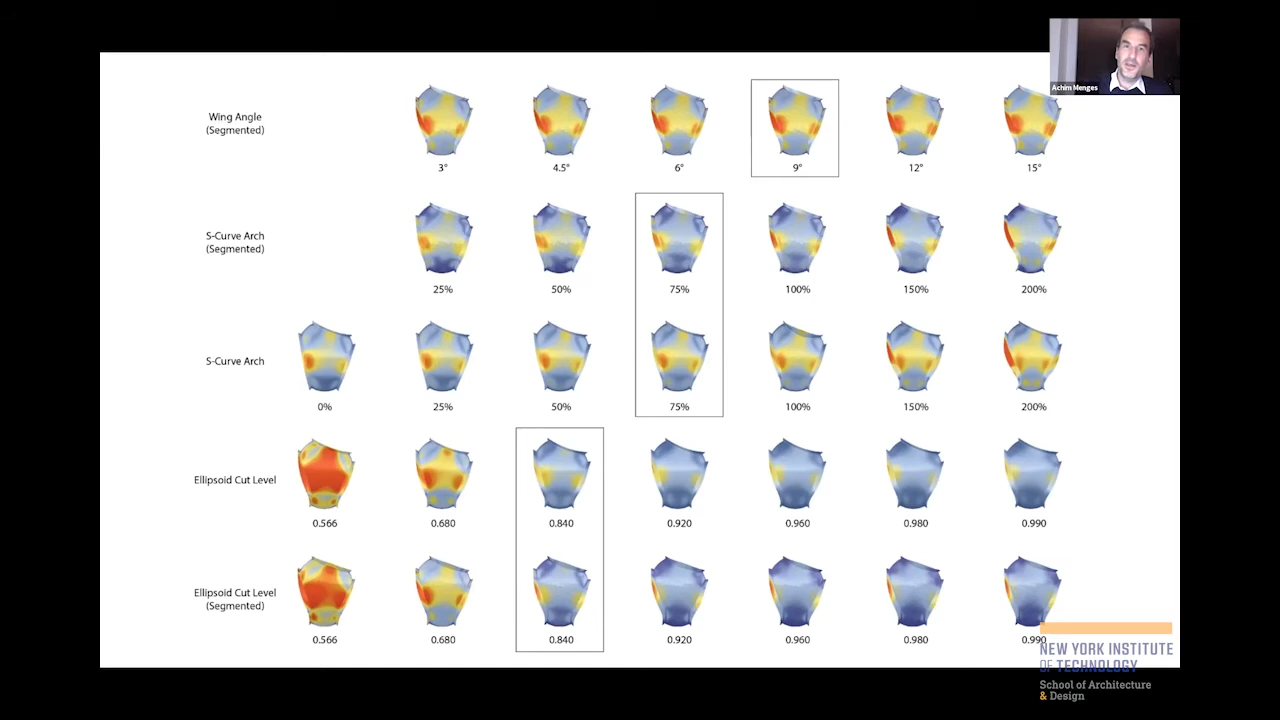 Achim Menges
Wing Angle
(Segmented)
3° 4.5° 6° 9° 12° 15°
S-Curve Arch
(Segmented)
25% 50% 75% 100% 150% 200%
S-Curve Arch
0% 25% 50% 75% 100% 150% 200%
Ellipsoid Cut Level
0.566 0.680 0.840 0.920 0.960 0.980 0.990
Ellipsoid Cut Level
(Segmented)
0.566 0.680 0.840 0.920 0.960 0.980 0.990
NEW YORK INSTITUTE
OF TECHNOLOGY
School of Architecture
& Design